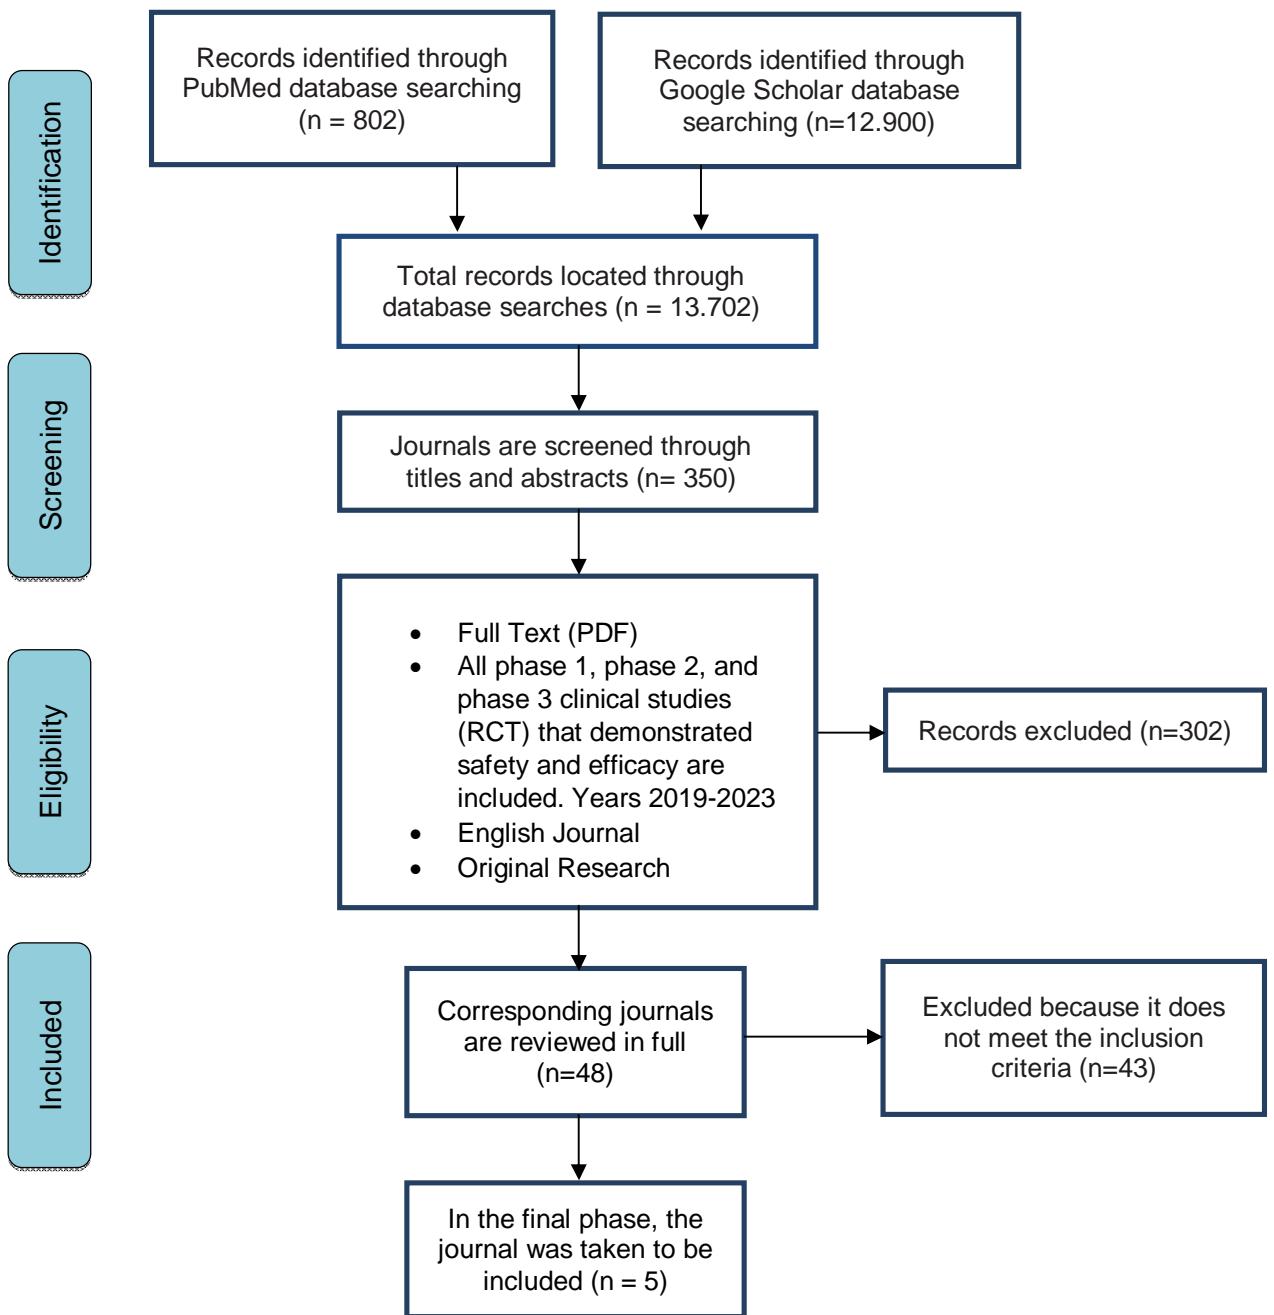 Records identified through
PubMed database searching
(n = 802)
Records identified through
Google Scholar database
searching (n=12.900)
Identification
Total records located through
database searches (n = 13.702)
Screening
Journals are screened through
titles and abstracts (n= 350)
Eligibility
• Full Text (PDF)
• All phase 1, phase 2, and
phase 3 clinical studies
(RCT) that demonstrated
safety and efficacy are
included. Years 2019-2023
• English Journal
• Original Research
Records excluded (n=302)
Included
Corresponding journals
are reviewed in full
(n=48)
Excluded because it does
not meet the inclusion
criteria (n=43)
In the final phase, the
journal was taken to be
included (n = 5)